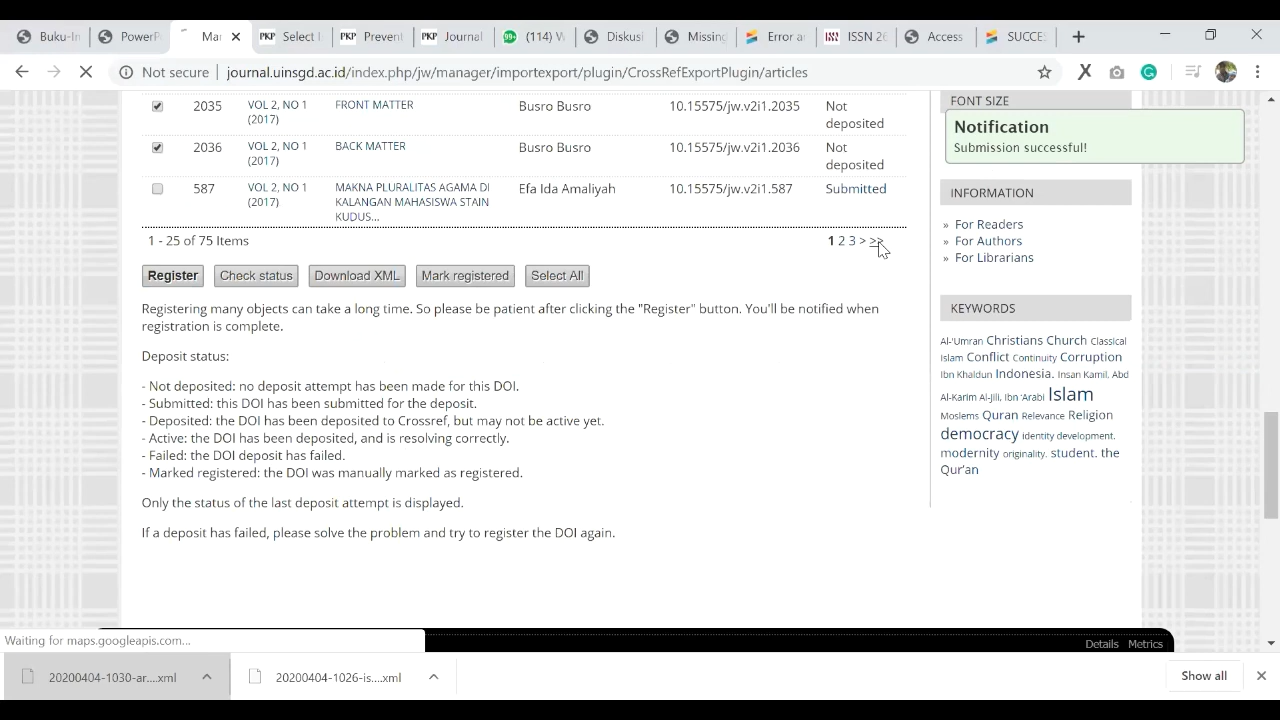 Buku-In
PowerP
Mar
PKP Select I
PKP Prevent
PKP Journal
99+ (114) W
Diskusi
Missing
Error a
ISSN 26
Access
SUCCE
Not secure | journal.uinsgd.ac.id/index.php/jw/manager/importexport/plugin/CrossRefExportPlugin/articles
2035 VOL 2, NO 1 (2017) FRONT MATTER Busro Busro 10.15575/jw.v2i1.2035 Not deposited
2036 VOL 2, NO 1 (2017) BACK MATTER Busro Busro 10.15575/jw.v2i1.2036 Not deposited
587 VOL 2, NO 1 (2017) MAKNA PLURALITAS AGAMA DI KALANGAN MAHASISWA STAIN KUDUS... Efa Ida Amaliyah 10.15575/jw.v2i1.587 Submitted
1 - 25 of 75 Items 1 2 3 > >>
Register Check status Download XML Mark registered Select All
Registering many objects can take a long time. So please be patient after clicking the "Register" button. You'll be notified when
registration is complete.
Deposit status:
- Not deposited: no deposit attempt has been made for this DOI.
- Submitted: this DOI has been submitted for the deposit.
- Deposited: the DOI has been deposited to Crossref, but may not be active yet.
- Active: the DOI has been deposited, and is resolving correctly.
- Failed: the DOI deposit has failed.
- Marked registered: the DOI was manually marked as registered.
Only the status of the last deposit attempt is displayed.
If a deposit has failed, please solve the problem and try to register the DOI again.
FONT SIZE
Notification
Submission successful!
INFORMATION
» For Readers
» For Authors
» For Librarians
KEYWORDS
Al-'Umran Christians Church Classical
Islam Conflict Continuity Corruption
Ibn Khaldun Indonesia. Insan Kamil, Abd
Al-Karim Al-Jili, Ibn 'Arabi Islam
Moslems Quran Relevance Religion
democracy identity development.
modernity originality. student. the
Qur'an
Details Metrics
Waiting for maps.googleapis.com...
20200404-1030-ar....xml
20200404-1026-is....xml
Show all